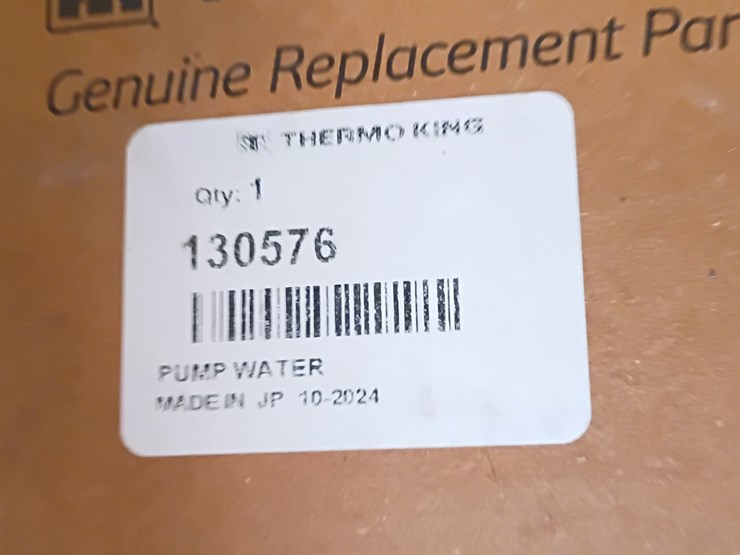 Genuine Replacement Par
THERMO KING
Qty: 1
130576
PUMP WATER
MADE IN JP 10-2024